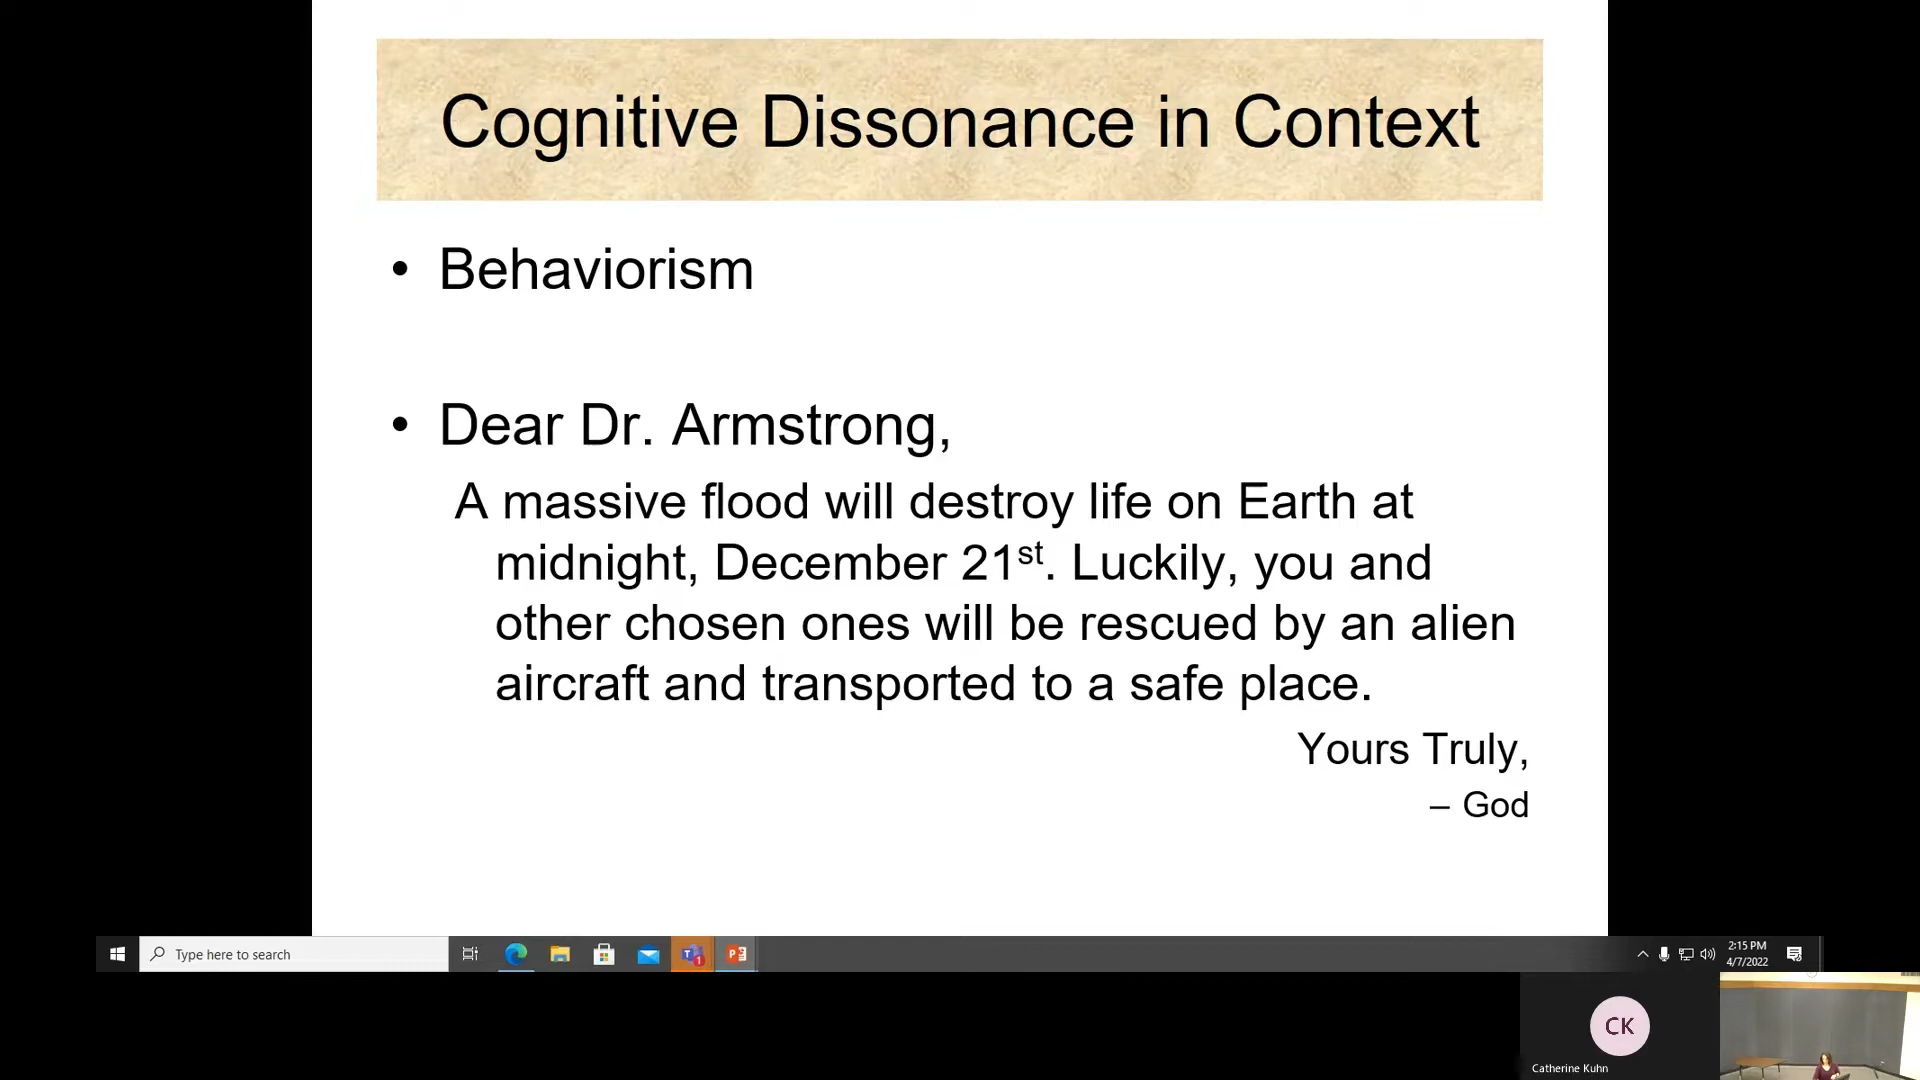 Cognitive Dissonance in Context
• Behaviorism
• Dear Dr. Armstrong,
A massive flood will destroy life on Earth at
midnight, December 21st. Luckily, you and
other chosen ones will be rescued by an alien
aircraft and transported to a safe place.
Yours Truly,
– God
Type here to search
1
2:15 PM
4/7/2022
CK
Catherine Kuhn